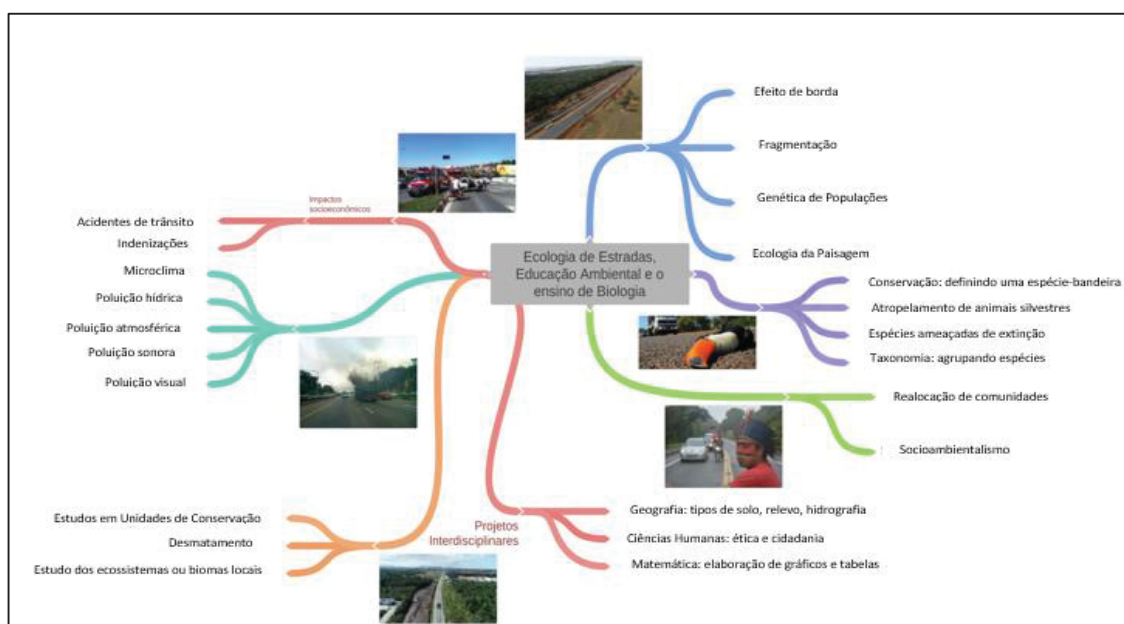 Ecologia de Estradas,
Educação Ambiental e o
ensino de Biologia
Efeito de borda
Fragmentação
Genética de Populações
Ecologia da Paisagem
Conservação: definindo uma espécie-bandeira
Atropelamento de animais silvestres
Espécies ameaçadas de extinção
Taxonomia: agrupando espécies
Realocação de comunidades
Socioambientalismo
Projetos
Interdisciplinares
Geografia: tipos de solo, relevo, hidrografia
Ciências Humanas: ética e cidadania
Matemática: elaboração de gráficos e tabelas
Estudos em Unidades de Conservação
Desmatamento
Estudo dos ecossistemas ou biomas locais
Microclima
Poluição hídrica
Poluição atmosférica
Poluição sonora
Poluição visual
Impactos
socioeconômicos
Acidentes de trânsito
Indenizações